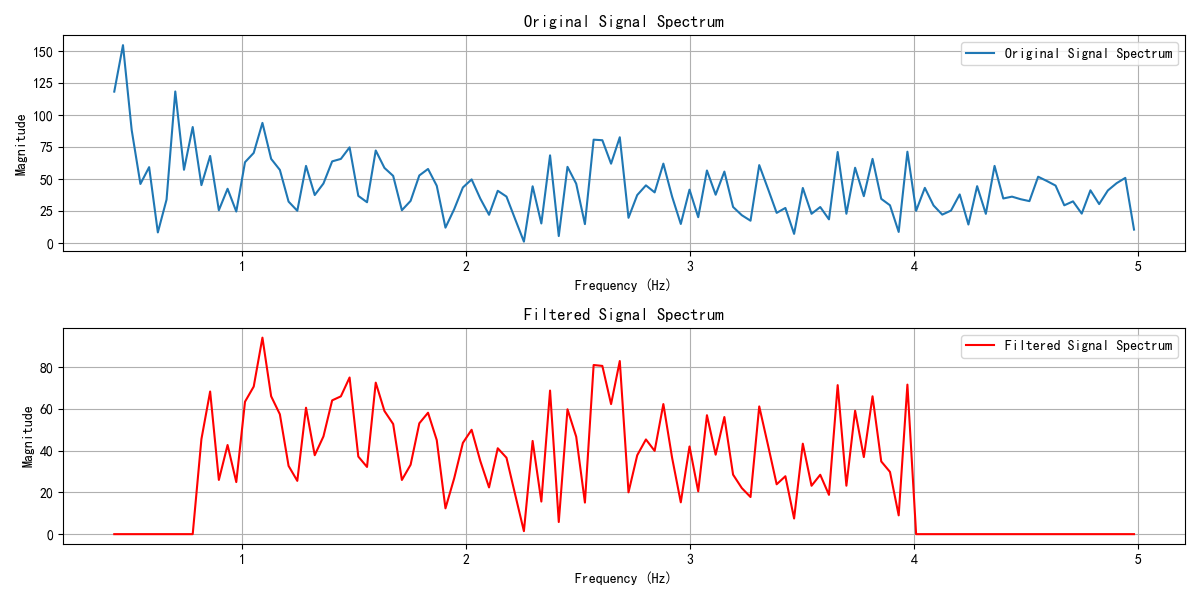 Original Signal Spectrum
150
125
100
75
50
25
0
Magnitude
Original Signal Spectrum
1 2 3 4 5
Frequency (Hz)
Filtered Signal Spectrum
80
60
40
20
0
Magnitude
Filtered Signal Spectrum
1 2 3 4 5
Frequency (Hz)